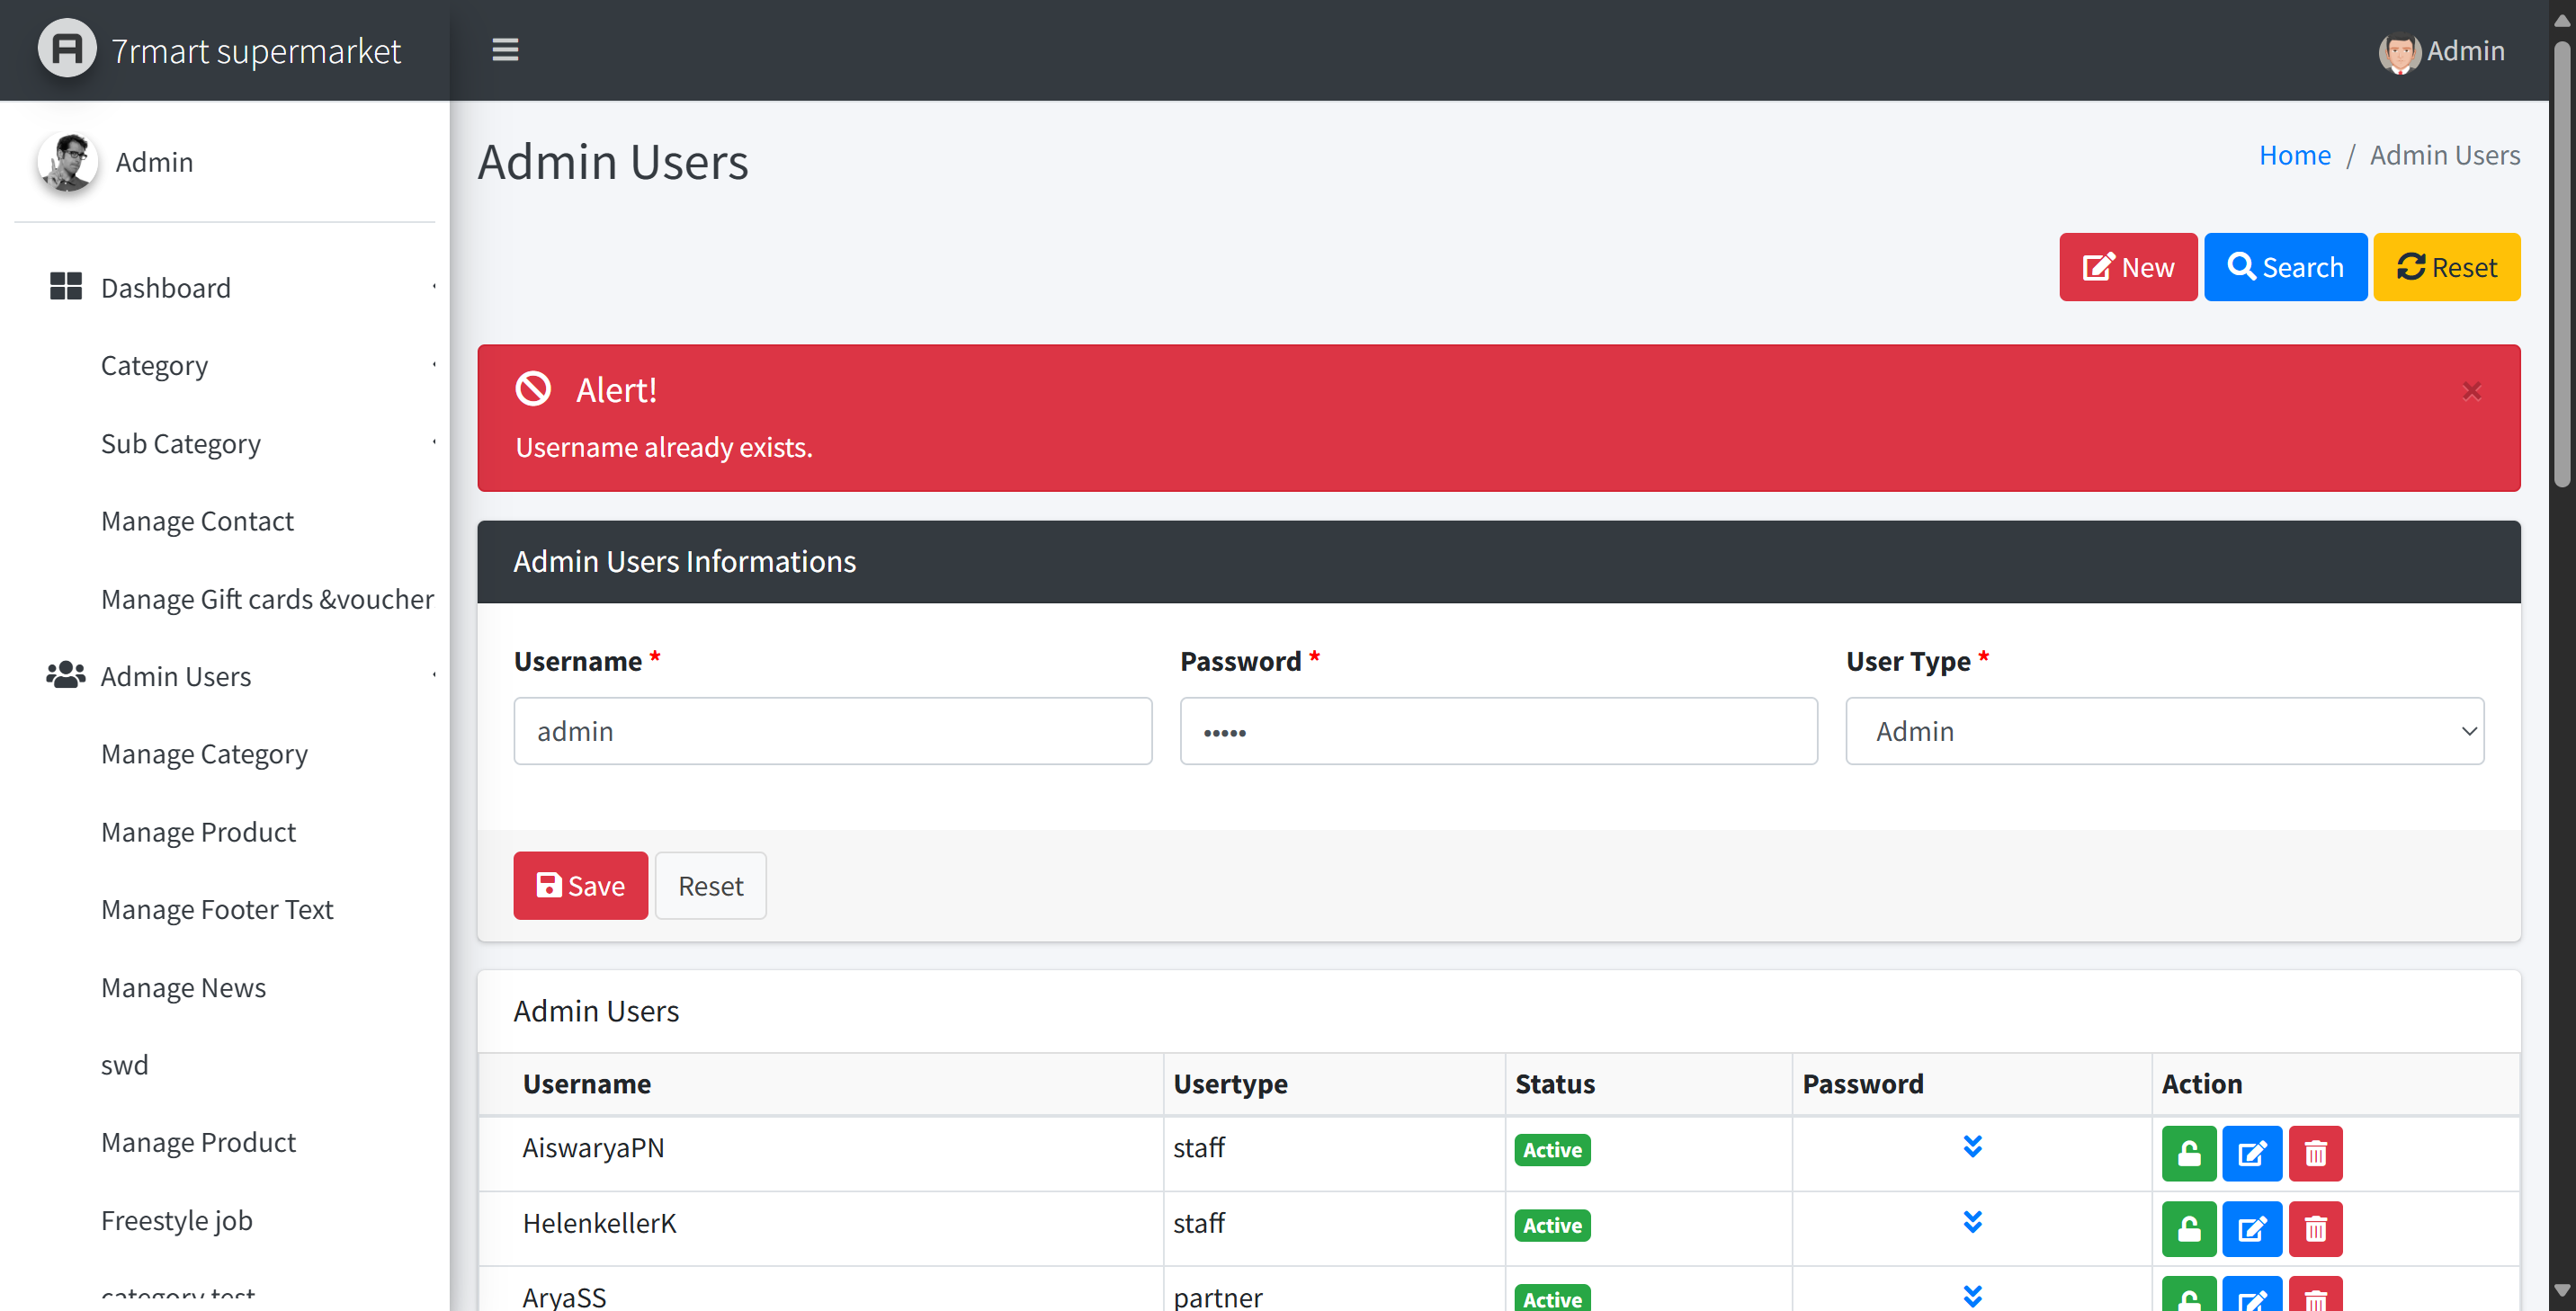 7rmart supermarket
Admin
Admin
Dashboard
Category
Sub Category
Manage Contact
Manage Gift cards &voucher
Admin Users
Manage Category
Manage Product
Manage Footer Text
Manage News
swd
Manage Product
Freestyle job
category test
Admin Users
Home / Admin Users
New
Search
Reset
Alert!
×
Username already exists.
Admin Users Informations
Username *
Password *
User Type *
admin
•••••
Admin
Save
Reset
Admin Users
Username Usertype Status Password Action
AiswaryaPN staff Active
HelenkellerK staff Active
AryaSS partner Active